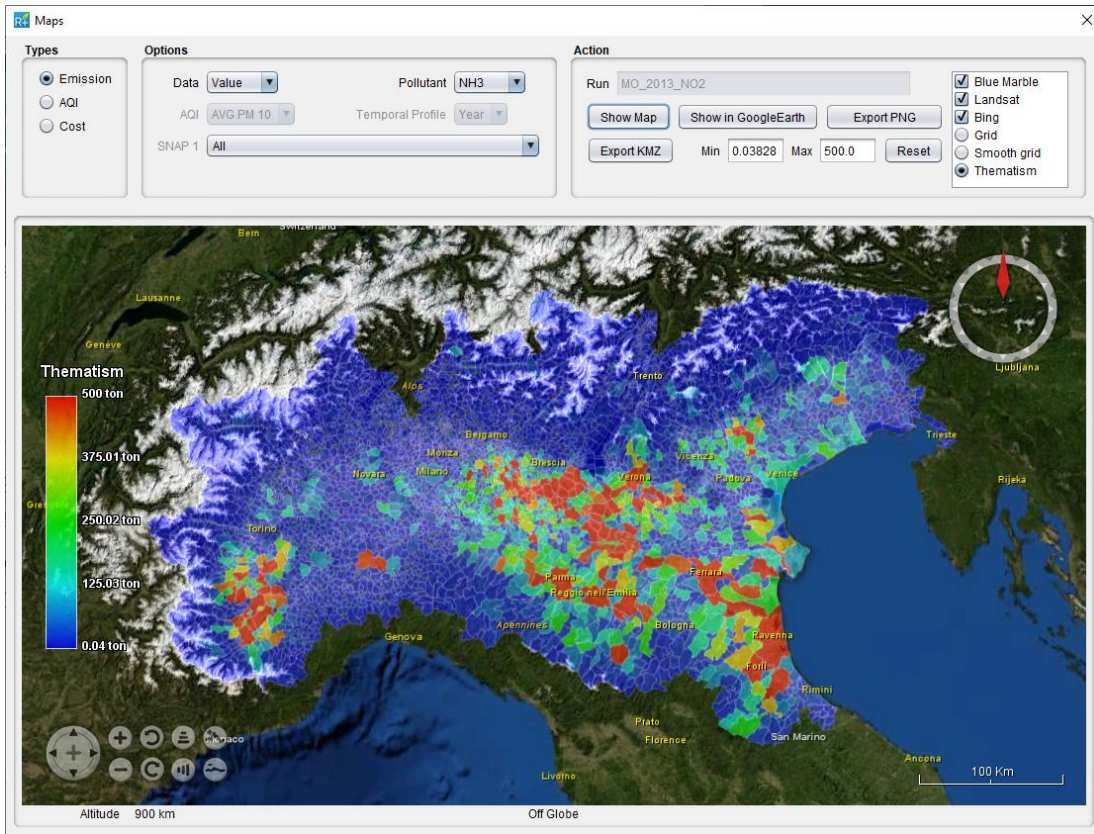 R+ Maps
Types
Emission
AQI
Cost
Options
Data Value Pollutant NH3
AQI AVG PM 10 Temporal Profile Year
SNAP 1 All
Action
Run MO_2013_NO2
Show Map Show in GoogleEarth Export PNG
Export KMZ Min 0.03828 Max 500.0 Reset
Blue Marble
Landsat
Bing
Grid
Smooth grid
Thematism
Bern Switzerland
Lausanne
Genève
Ljubljana
Thematism
500 ton
375.01 ton
250.02 ton
125.03 ton
0.04 ton
Alps
Trento
Bergamo
Monza
Milano
Novara
Brescia
Verona
Vicenza
Padova
Venice
Trieste
Rijeka
Torino
Parma
Reggio nell'Emilia
Ferrara
Apennines
Bologna
Ravenna
Genova
Forlì
Rimini
Prato
Florence
San Marino
Livorno
Ancona
100 Km
Altitude 900 km Off Globe